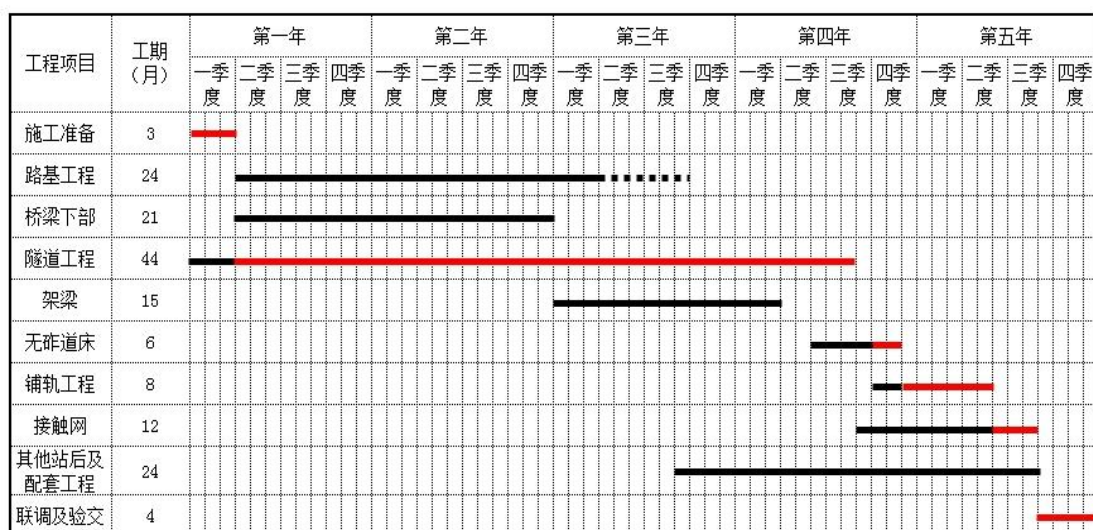 工程项目 工期（月） 第一年 第二年 第三年 第四年 第五年
一季度 二季度 三季度 四季度 一季度 二季度 三季度 四季度 一季度 二季度 三季度 四季度 一季度 二季度 三季度 四季度 一季度 二季度 三季度 四季度
施工准备 3
路基工程 24
桥梁下部 21
隧道工程 44
架梁 15
无砟道床 6
铺轨工程 8
接触网 12
其他站后及
配套工程 24
联调及验交 4